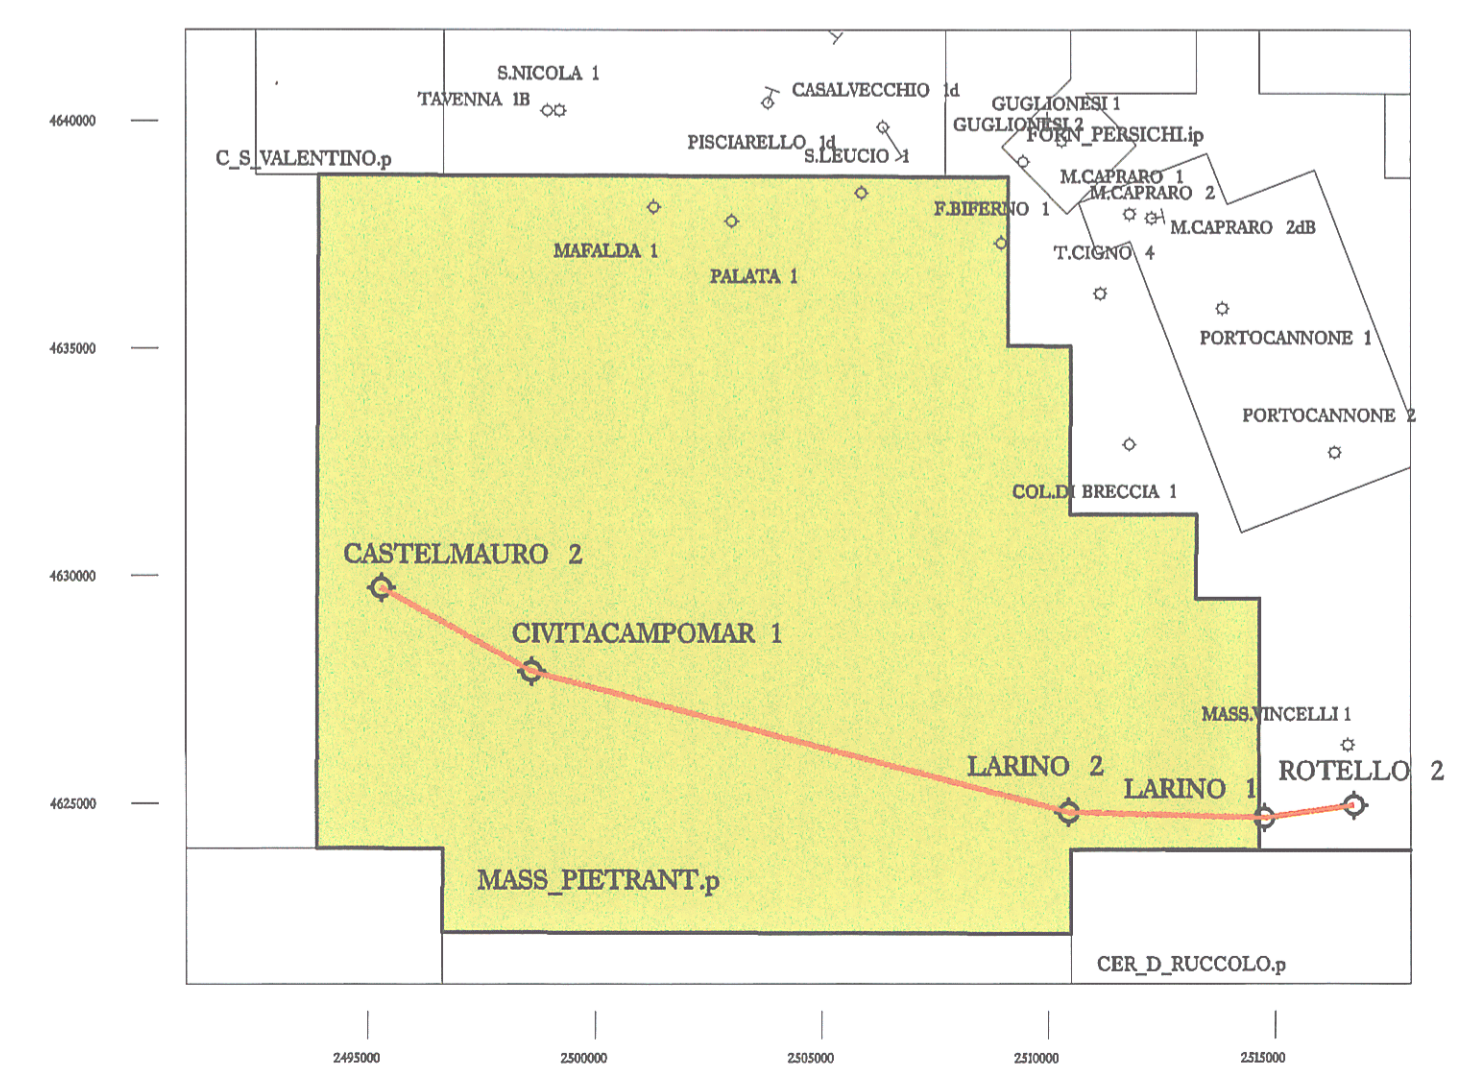 S.NICOLA 1
TAVENNA 1B
CASALVECCHIO 1d
GUGLIONESI 1
4640000
GUGLIONESI 2
FORN_PERSICHI.ip
PISCIARELLO 1d
S.LEUCIO 1
C_S_VALENTINO.p
M.CAPRARO 1
M.CAPRARO 2
F.BIFERNO 1
M.CAPRARO 2dB
MAFALDA 1
T.CIGNO 4
PALATA 1
4635000
PORTOCANNONE 1
PORTOCANNONE 2
COL.DI BRECCIA 1
CASTELMAURO 2
4630000
CIVITACAMPOMAR 1
MASS.VINCELLI 1
LARINO 2
ROTELLO 2
LARINO 1
4625000
MASS_PIETRANT.p
CER_D_RUCCOLO.p
2495000
2500000
2505000
2510000
2515000